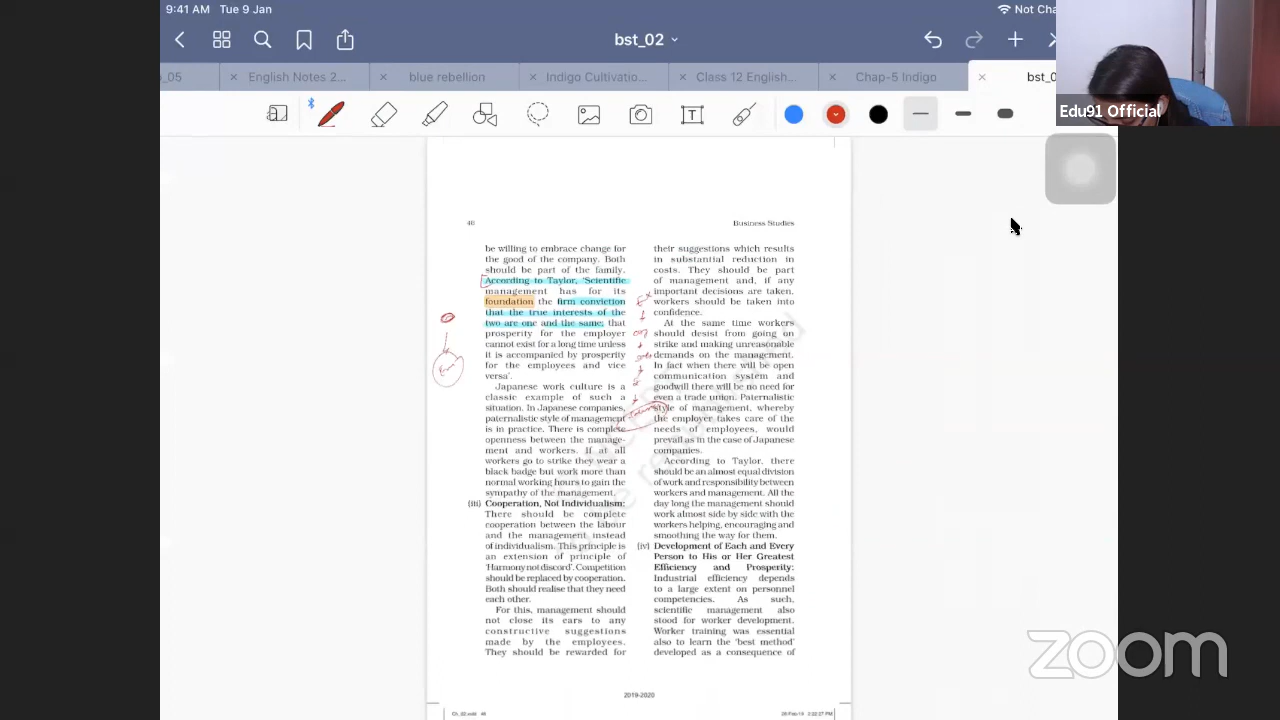 9:41 AM Tue 9 Jan
Not Cha
bst_02
_05
English Notes 2...
blue rebellion
Indigo Cultivatio...
Class 12 English...
Chap-5 Indigo
bst_0
T
Edu91 Official
40
Business Studies
be willing to embrace change for
the good of the company. Both
should be part of the family.
According to Taylor, 'Scientific
management has for its
foundation the firm conviction
that the true interests of the
two are one and the same; that
prosperity for the employer
cannot exist for a long time unless
it is accompanied by prosperity
for the employees and vice
versa'.
Japanese work culture is a
classic example of such a
situation. In Japanese companies,
paternalistic style of management
is in practice. There is complete
openness between the manage-
ment and workers. If at all
workers go to strike they wear a
black badge but work more than
normal working hours to gain the
sympathy of the management.
(iii) Cooperation, Not Individualism:
There should be complete
cooperation between the labour
and the management instead
of individualism. This principle is
an extension of principle of
'Harmony not discord'. Competition
should be replaced by cooperation.
Both should realise that they need
each other.
For this, management should
not close its ears to any
constructive suggestions
made by the employees.
They should be rewarded for
their suggestions which results
in substantial reduction in
costs. They should be part
of management and, if any
important decisions are taken,
workers should be taken into
confidence.
At the same time workers
should desist from going on
strike and making unreasonable
demands on the management.
In fact when there will be open
communication system and
goodwill there will be no need for
even a trade union. Paternalistic
style of management, whereby
the employer takes care of the
needs of employees, would
prevail as in the case of Japanese
companies.
According to Taylor, there
should be an almost equal division
of work and responsibility between
workers and management. All the
day long the management should
work almost side by side with the
workers helping, encouraging and
smoothing the way for them.
(iv) Development of Each and Every
Person to His or Her Greatest
Efficiency and Prosperity:
Industrial efficiency depends
to a large extent on personnel
competencies. As such,
scientific management also
stood for worker development.
Worker training was essential
also to learn the 'best method'
developed as a consequence of
2019-2020
zoom